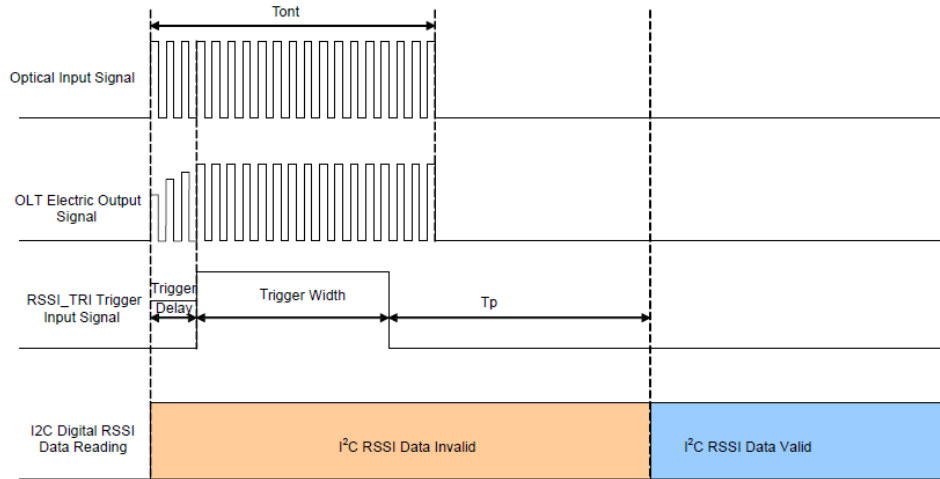 Tont
Optical Input Signal
OLT Electric Output
Signal
RSSI_TRI Trigger
Input Signal
Trigger
Delay
Trigger Width
Tp
I2C Digital RSSI
Data Reading
I²C RSSI Data Invalid
I²C RSSI Data Valid